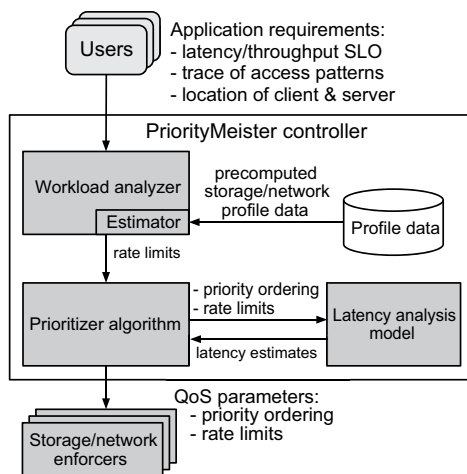 Users
Application requirements:
- latency/throughput SLO
- trace of access patterns
- location of client & server
PriorityMeister controller
Workload analyzer
Estimator
precomputed
storage/network
profile data
Profile data
rate limits
Prioritizer algorithm
- priority ordering
- rate limits
latency estimates
Latency analysis
model
QoS parameters:
- priority ordering
- rate limits
Storage/network
enforcers